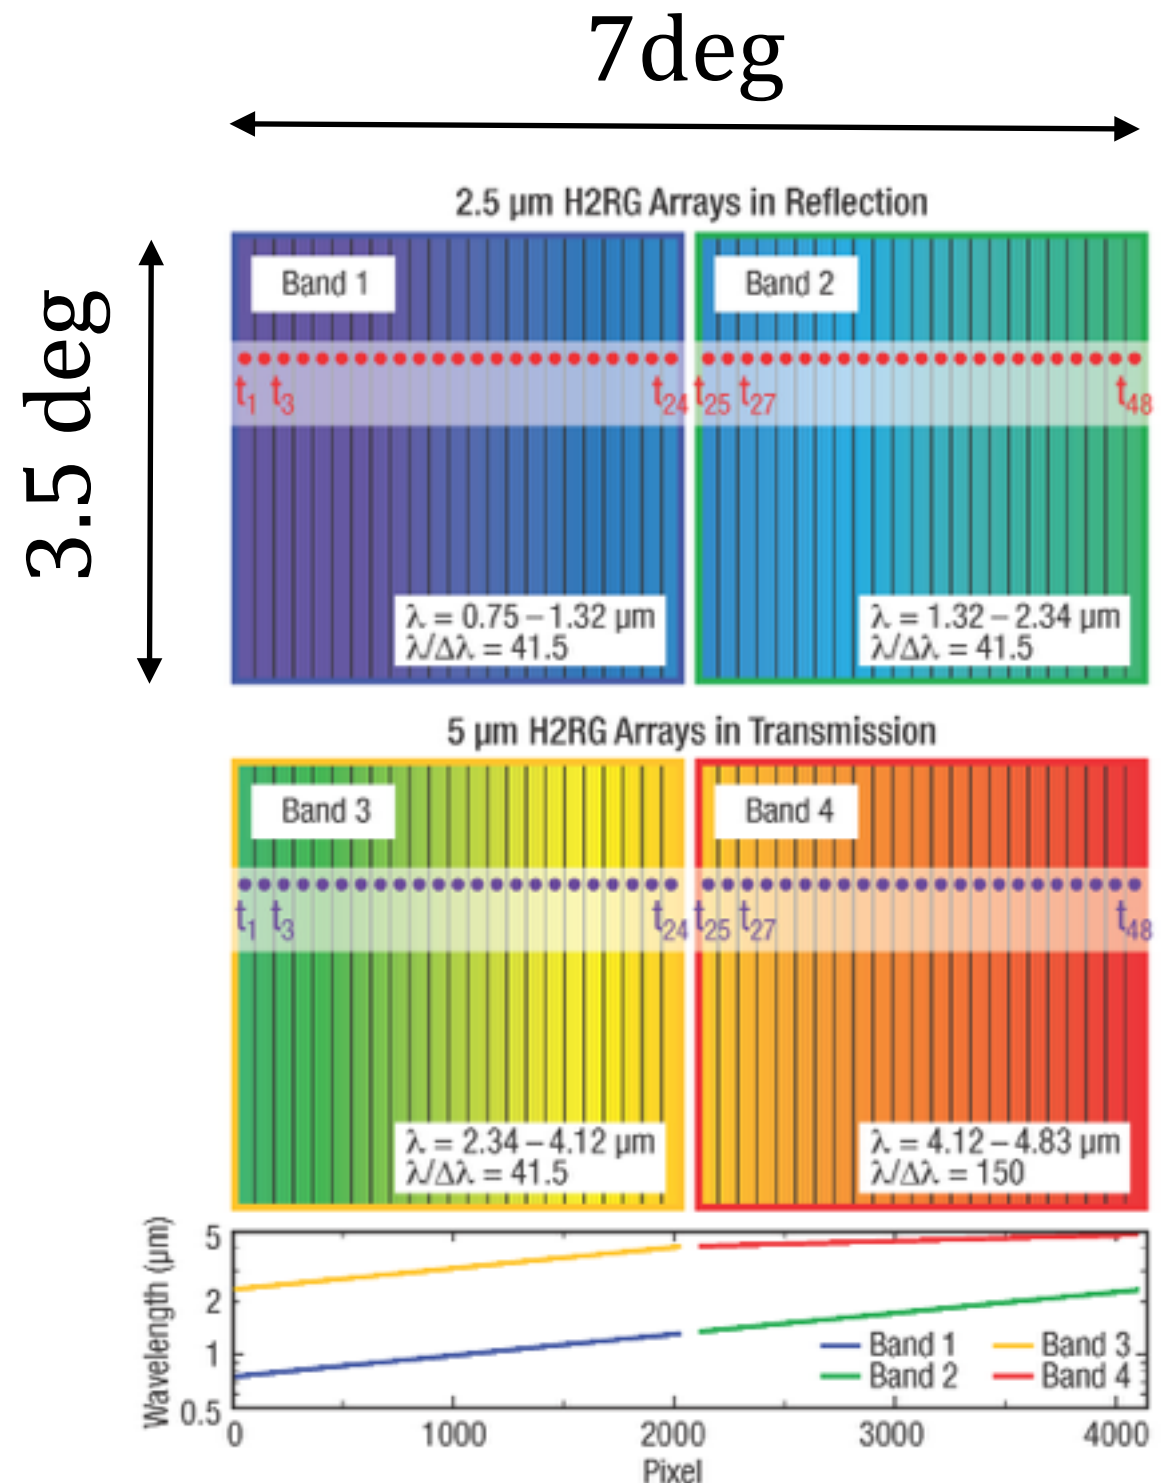 7deg
3.5 deg
2.5 µm H2RG Arrays in Reflection
Band 1
Band 2
t1 t3 t24 t25 t27 t48
λ = 0.75 – 1.32 µm
λ/Δλ = 41.5
λ = 1.32 – 2.34 µm
λ/Δλ = 41.5
5 µm H2RG Arrays in Transmission
Band 3
Band 4
t1 t3 t24 t25 t27 t48
λ = 2.34 – 4.12 µm
λ/Δλ = 41.5
λ = 4.12 – 4.83 µm
λ/Δλ = 150
Wavelength (µm)
5
2
1
0.5
Band 1
Band 3
Band 2
Band 4
0 1000 2000 3000 4000
Pixel